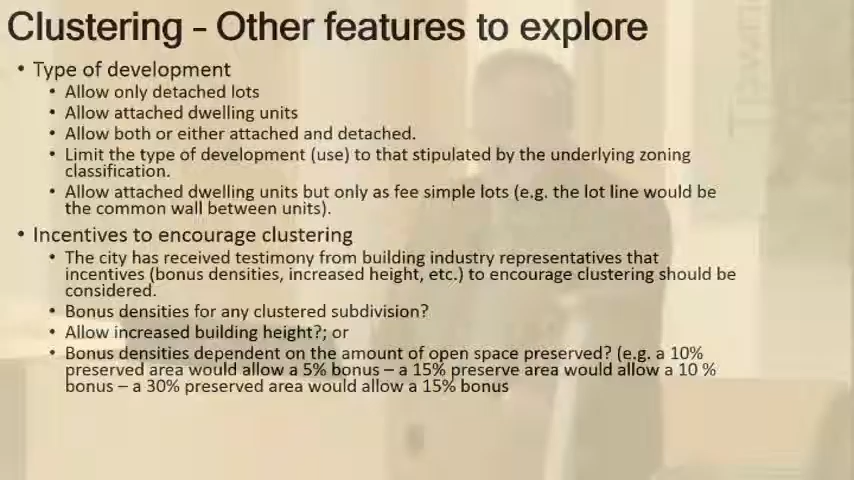 Clustering – Other features to explore
• Type of development
• Allow only detached lots
• Allow attached dwelling units
• Allow both or either attached and detached.
• Limit the type of development (use) to that stipulated by the underlying zoning
classification.
• Allow attached dwelling units but only as fee simple lots (e.g. the lot line would be
the common wall between units).
• Incentives to encourage clustering
• The city has received testimony from building industry representatives that
incentives (bonus densities, increased height, etc.) to encourage clustering should be
considered.
• Bonus densities for any clustered subdivision?
• Allow increased building height?; or
• Bonus densities dependent on the amount of open space preserved? (e.g. a 10%
preserved area would allow a 5% bonus – a 15% preserve area would allow a 10 %
bonus – a 30% preserved area would allow a 15% bonus